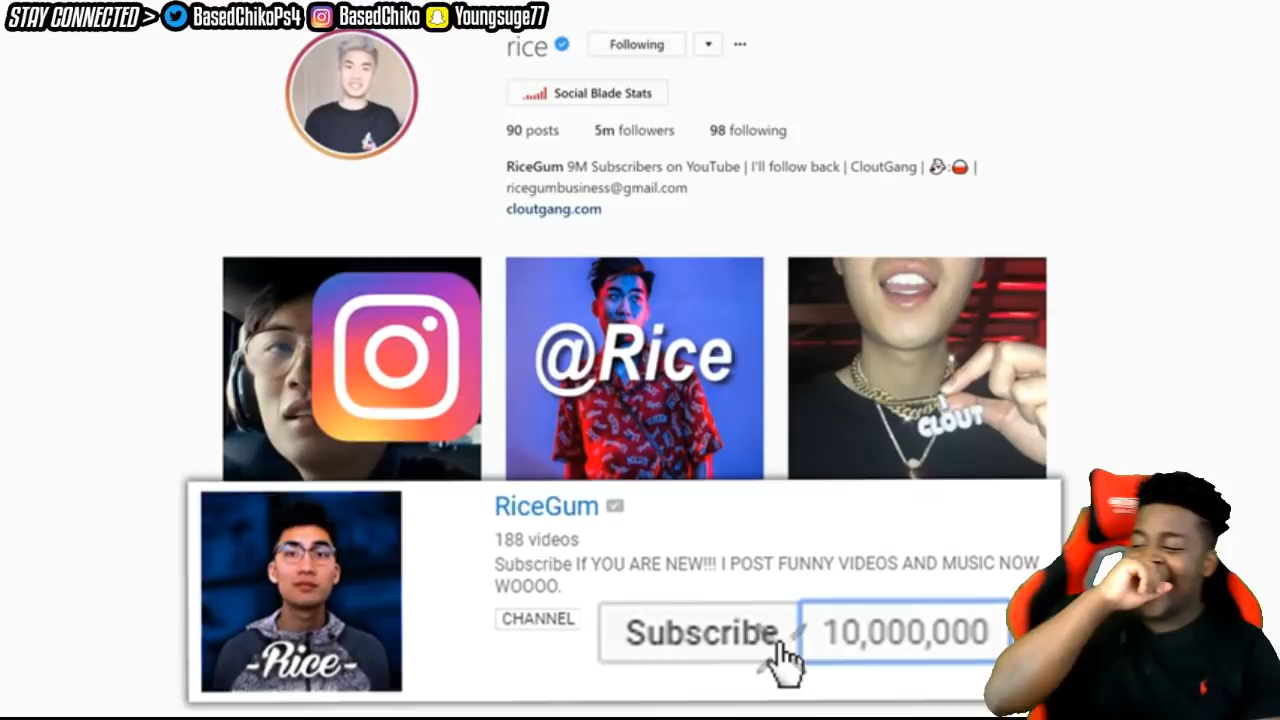 STAY CONNECTED > BasedChikoPs4 BasedChiko Youngsuge77
rice Following
Social Blade Stats
90 posts 5m followers 98 following
RiceGum 9M Subscribers on YouTube | I'll follow back | CloutGang | :  |
ricegumbusiness@gmail.com
cloutgang.com
@Rice
CLOUT
RiceGum
188 videos
Subscribe If YOU ARE NEW!!! I POST FUNNY VIDEOS AND MUSIC NOW
WOOOO.
CHANNEL Subscribe 10,000,000
-Rice-